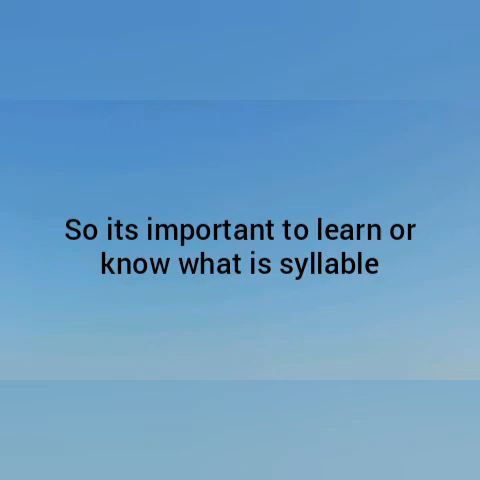 So its important to learn or
know what is syllable